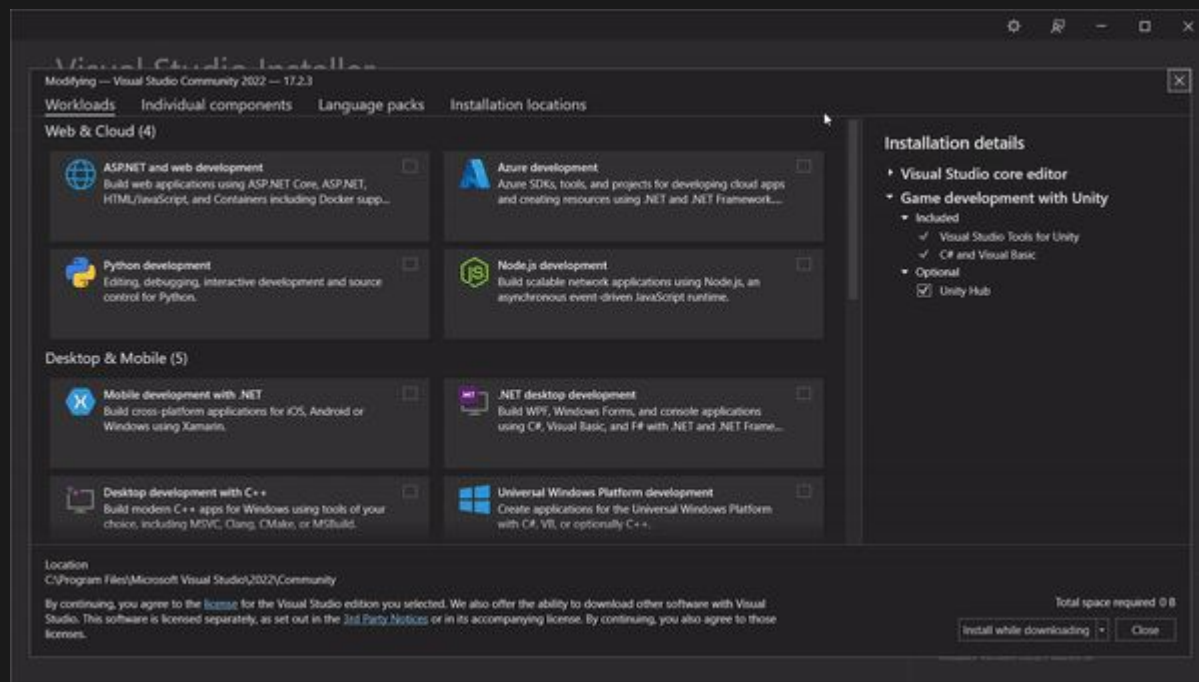 Visual Studio Installer
Modifying — Visual Studio Community 2022 — 17.2.3
Workloads Individual components Language packs Installation locations
Web & Cloud (4)
ASP.NET and web development
Build web applications using ASP.NET Core, ASP.NET,
HTML/JavaScript, and Containers including Docker supp...
Azure development
Azure SDKs, tools, and projects for developing cloud apps
and creating resources using .NET and .NET Framework....
Python development
Editing, debugging, interactive development and source
control for Python.
Node.js development
Build scalable network applications using Node.js, an
asynchronous event-driven JavaScript runtime.
Desktop & Mobile (5)
Mobile development with .NET
Build cross-platform applications for iOS, Android or
Windows using Xamarin.
.NET desktop development
Build WPF, Windows Forms, and console applications
using C#, Visual Basic, and F# with .NET and .NET Frame...
Desktop development with C++
Build modern C++ apps for Windows using tools of your
choice, including MSVC, Clang, CMake, or MSBuild.
Universal Windows Platform development
Create applications for the Universal Windows Platform
with C#, VB, or optionally C++.
Installation details
Visual Studio core editor
Game development with Unity
Included
Visual Studio Tools for Unity
C# and Visual Basic
Optional
Unity Hub
Location
C:\Program Files\Microsoft Visual Studio\2022\Community
By continuing, you agree to the license for the Visual Studio edition you selected. We also offer the ability to download other software with Visual
Studio. This software is licensed separately, as set out in the 3rd Party Notices or in its accompanying license. By continuing, you also agree to those
licenses.
Total space required 0 B
Install while downloading
Close